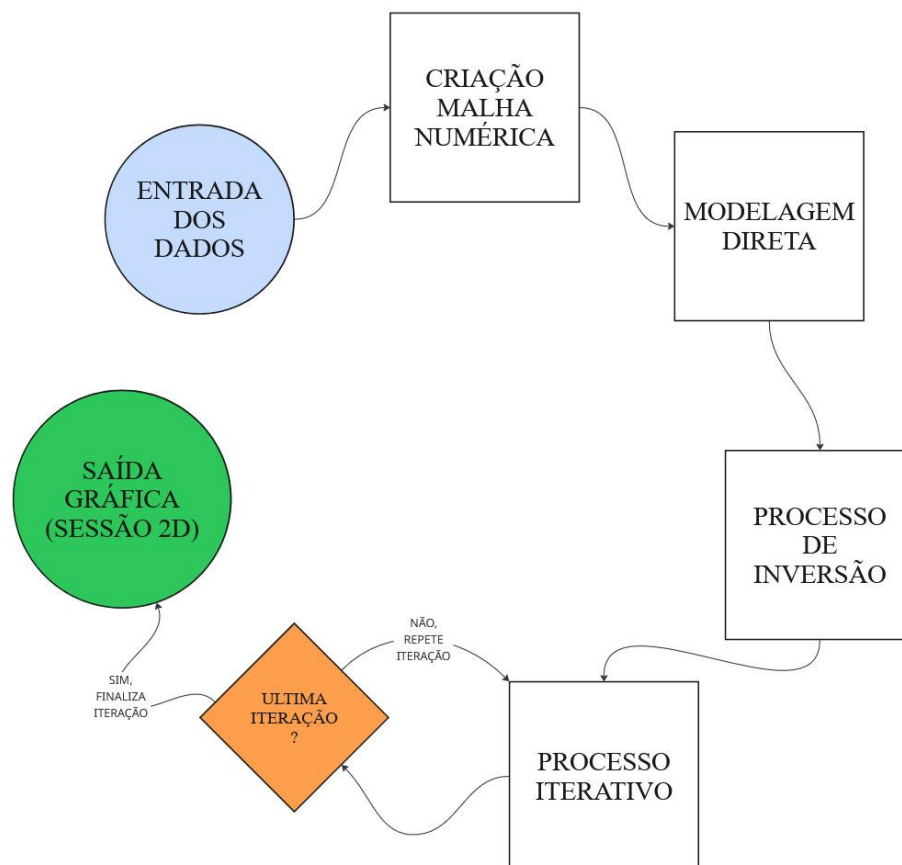 ENTRADA
DOS
DADOS
CRIAÇÃO
MALHA
NUMÉRICA
MODELAGEM
DIRETA
PROCESSO
DE
INVERSÃO
PROCESSO
ITERATIVO
ULTIMA
ITERAÇÃO
?
NÃO,
REPETE
ITERAÇÃO
SIM,
FINALIZA
ITERAÇÃO
SAÍDA
GRÁFICA
(SESSÃO 2D)